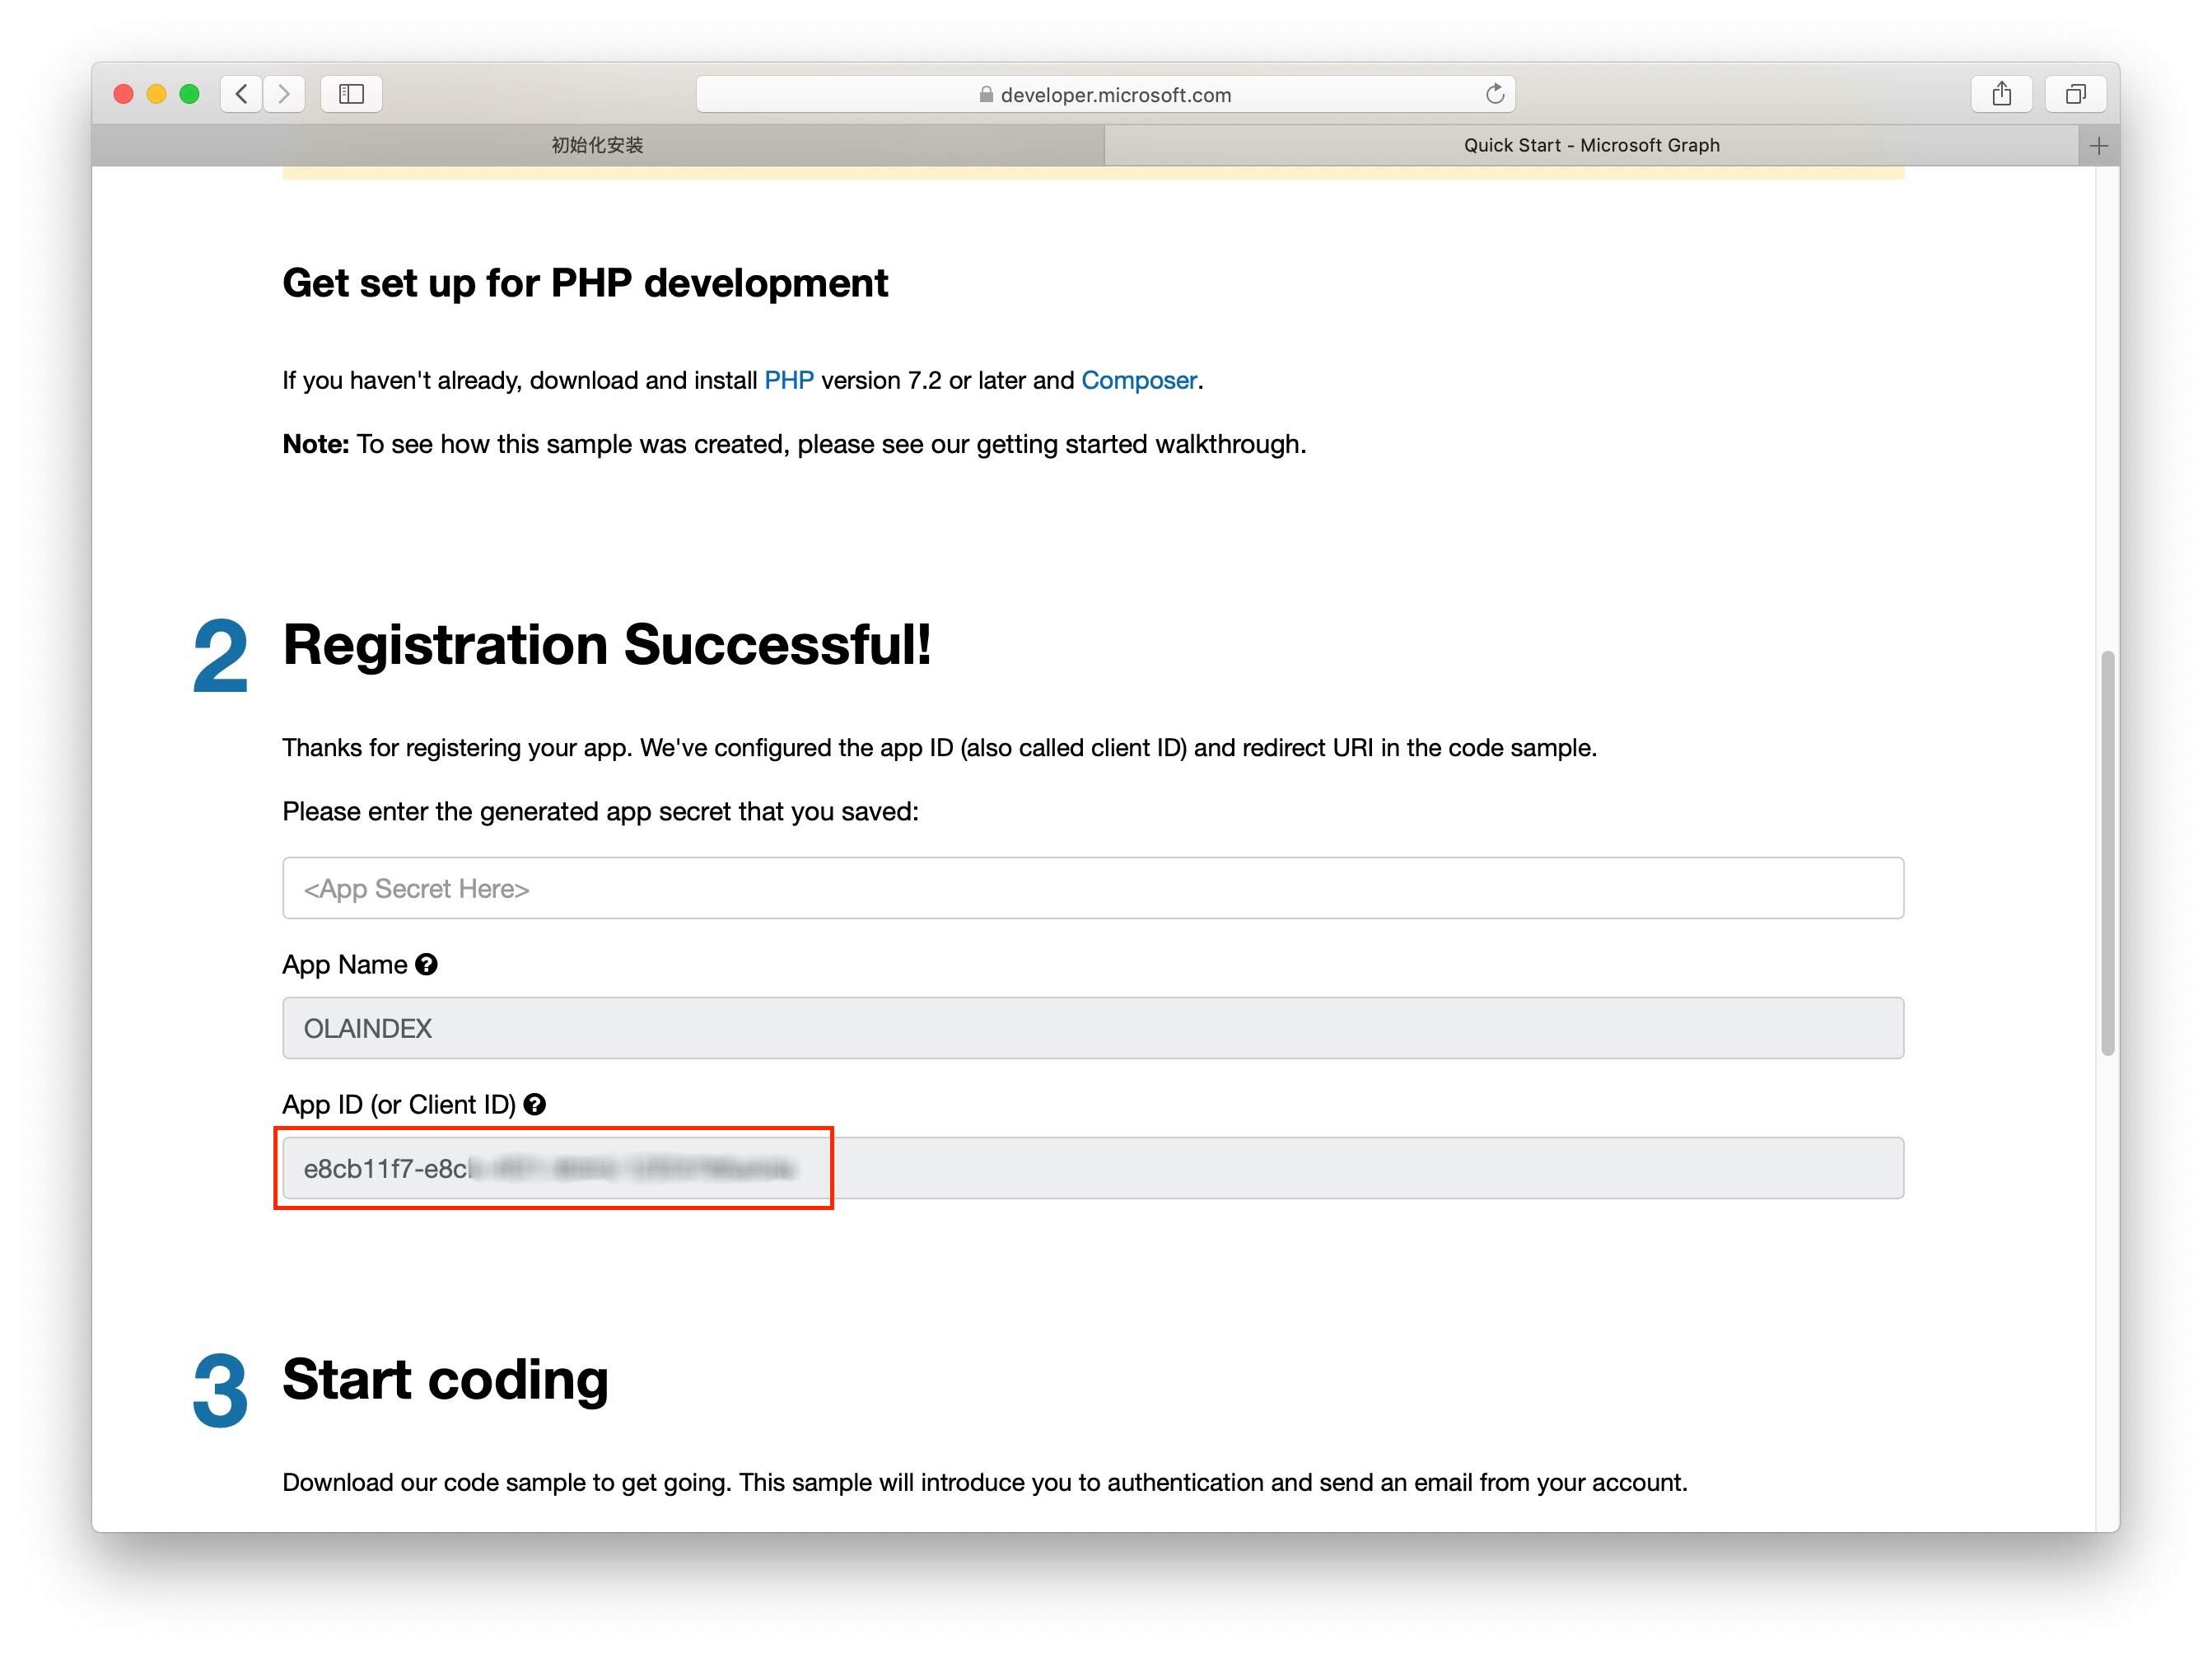 developer.microsoft.com
初始化安装
Quick Start - Microsoft Graph
Get set up for PHP development
If you haven't already, download and install PHP version 7.2 or later and Composer.
Note: To see how this sample was created, please see our getting started walkthrough.
2 Registration Successful!
Thanks for registering your app. We've configured the app ID (also called client ID) and redirect URI in the code sample.
Please enter the generated app secret that you saved:
<App Secret Here>
App Name
OLAINDEX
App ID (or Client ID)
e8cb11f7-e8c
3 Start coding
Download our code sample to get going. This sample will introduce you to authentication and send an email from your account.